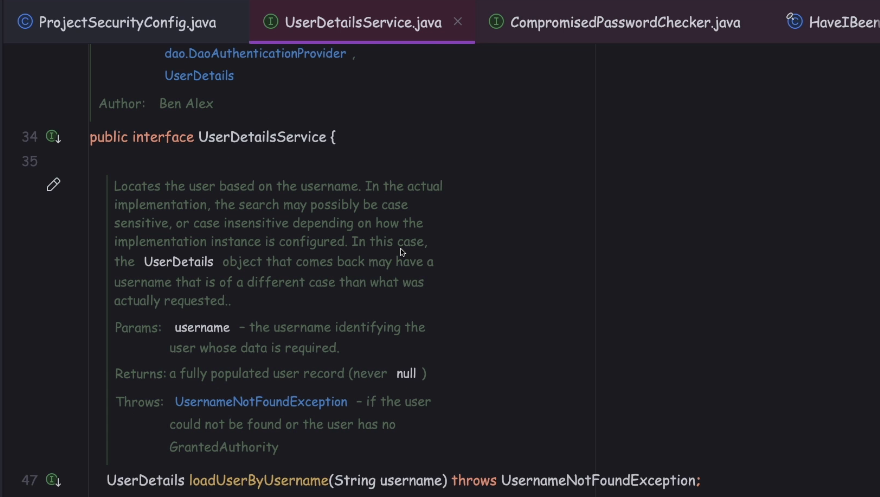 ProjectSecurityConfig.java UserDetailsService.java CompromisedPasswordChecker.java HaveIBeen
dao.DaoAuthenticationProvider ,
UserDetails
Author: Ben Alex
34 public interface UserDetailsService {
35
Locates the user based on the username. In the actual
implementation, the search may possibly be case
sensitive, or case insensitive depending on how the
implementation instance is configured. In this case,
the UserDetails object that comes back may have a
username that is of a different case than what was
actually requested..
Params: username – the username identifying the
user whose data is required.
Returns: a fully populated user record (never null )
Throws: UsernameNotFoundException – if the user
could not be found or the user has no
GrantedAuthority
47 UserDetails loadUserByUsername(String username) throws UsernameNotFoundException;